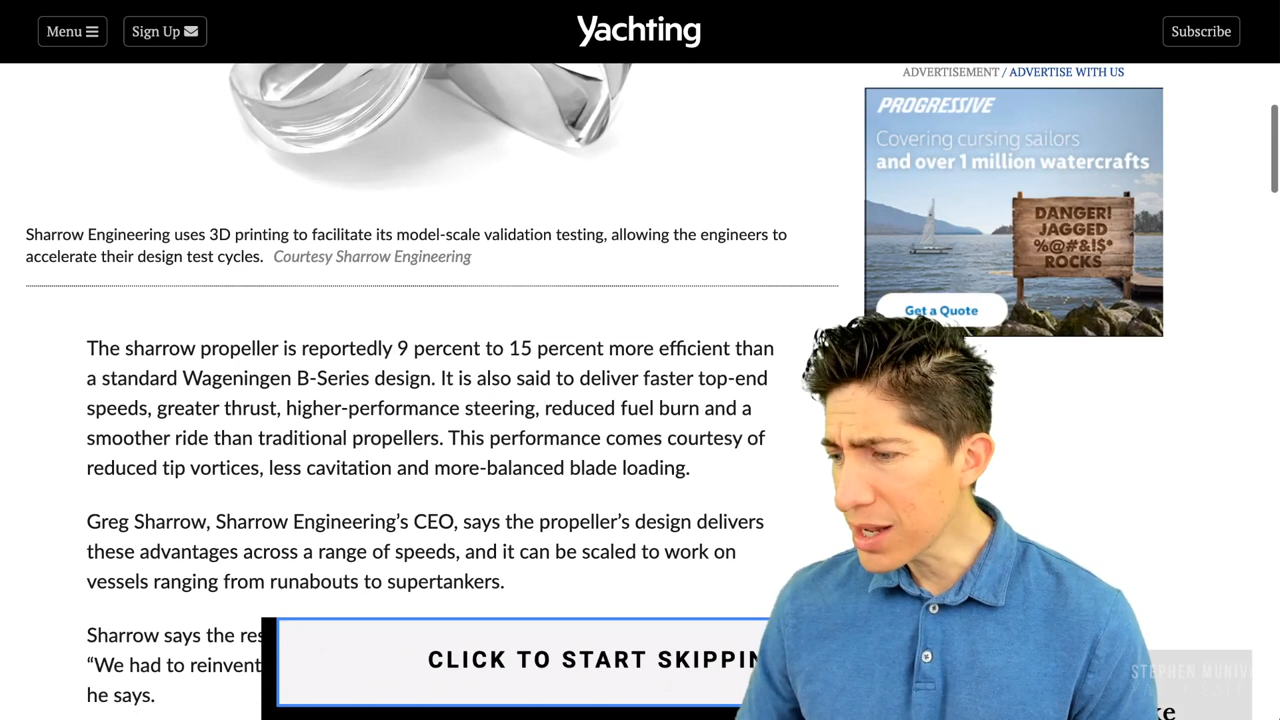 Menu
Sign Up
Yachting
Subscribe
ADVERTISEMENT / ADVERTISE WITH US
PROGRESSIVE
Covering cursing sailors
and over 1 million watercrafts
DANGER!
JAGGED
%@#&!$*
ROCKS
Get a Quote
Sharrow Engineering uses 3D printing to facilitate its model-scale validation testing, allowing the engineers to
accelerate their design test cycles. Courtesy Sharrow Engineering
The sharrow propeller is reportedly 9 percent to 15 percent more efficient than
a standard Wageningen B-Series design. It is also said to deliver faster top-end
speeds, greater thrust, higher-performance steering, reduced fuel burn and a
smoother ride than traditional propellers. This performance comes courtesy of
reduced tip vortices, less cavitation and more-balanced blade loading.
Greg Sharrow, Sharrow Engineering’s CEO, says the propeller’s design delivers
these advantages across a range of speeds, and it can be scaled to work on
vessels ranging from runabouts to supertankers.
Sharrow says the res
“We had to reinvent
he says.
CLICK TO START SKIPPIN
STEPHEN MUNIV